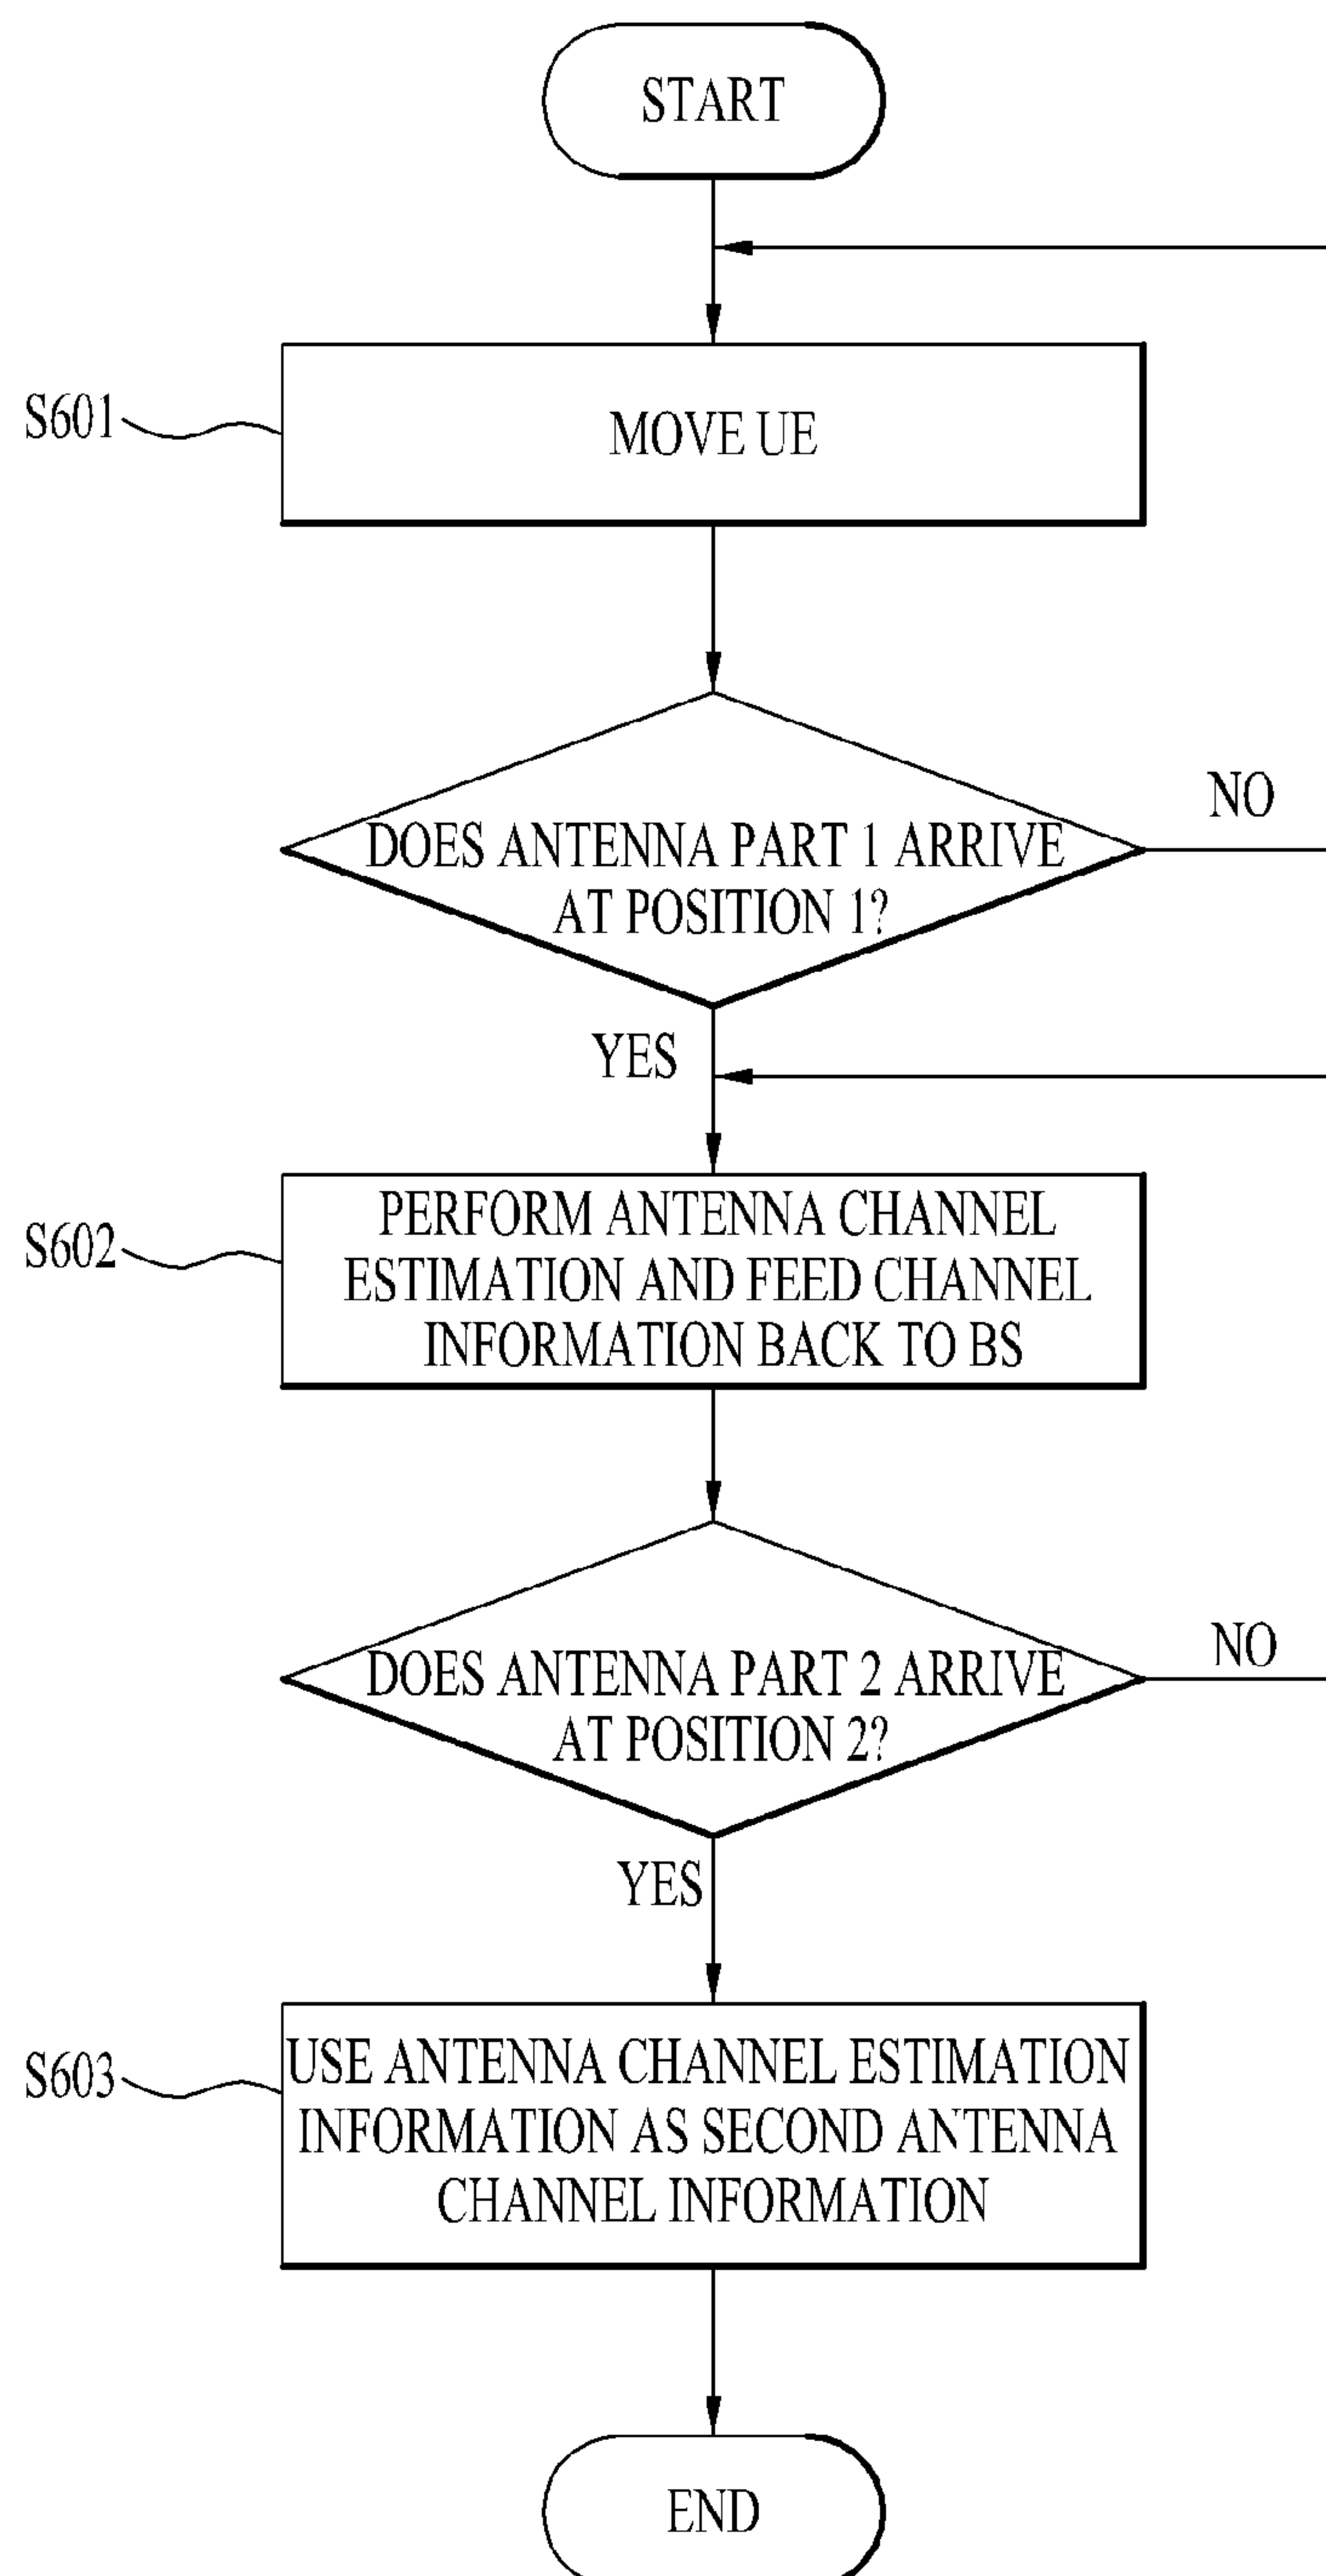 START
S601
MOVE UE
DOES ANTENNA PART 1 ARRIVE
AT POSITION 1?
NO
YES
S602
PERFORM ANTENNA CHANNEL
ESTIMATION AND FEED CHANNEL
INFORMATION BACK TO BS
DOES ANTENNA PART 2 ARRIVE
AT POSITION 2?
NO
YES
S603
USE ANTENNA CHANNEL ESTIMATION
INFORMATION AS SECOND ANTENNA
CHANNEL INFORMATION
END